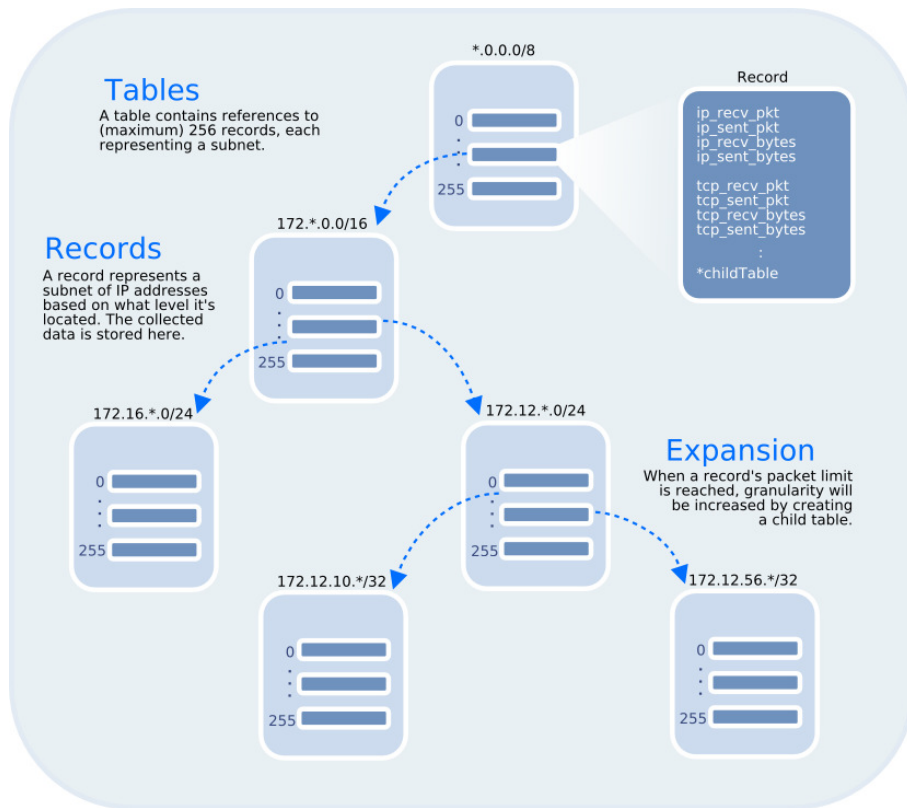 *.0.0.0/8
Tables
A table contains references to
(maximum) 256 records, each
representing a subnet.
0
255
Record
ip_recv_pkt
ip_sent_pkt
ip_recv_bytes
ip_sent_bytes
tcp_recv_pkt
tcp_sent_pkt
tcp_recv_bytes
tcp_sent_bytes
:
*childTable
172.*.0.0/16
Records
A record represents a
subnet of IP addresses
based on what level it's
located. The collected
data is stored here.
0
255
172.16.*.0/24
0
255
172.12.*.0/24
0
255
Expansion
When a record's packet limit
is reached, granularity will
be increased by creating
a child table.
172.12.10.*/32
0
255
172.12.56.*/32
0
255